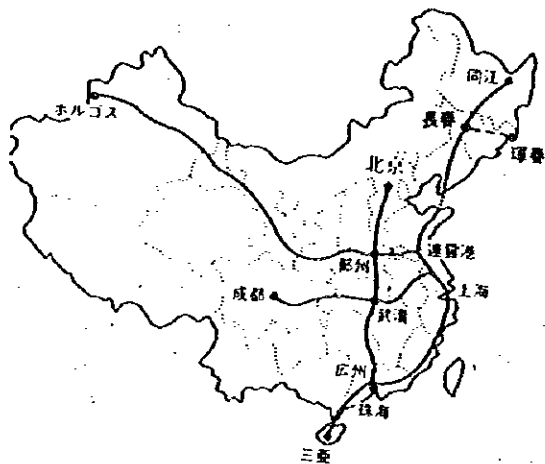 同江
ホルゴス
長春
琿春
北京
連雲港
鄭州
成都
上海
武漢
広州
珠海
三亜